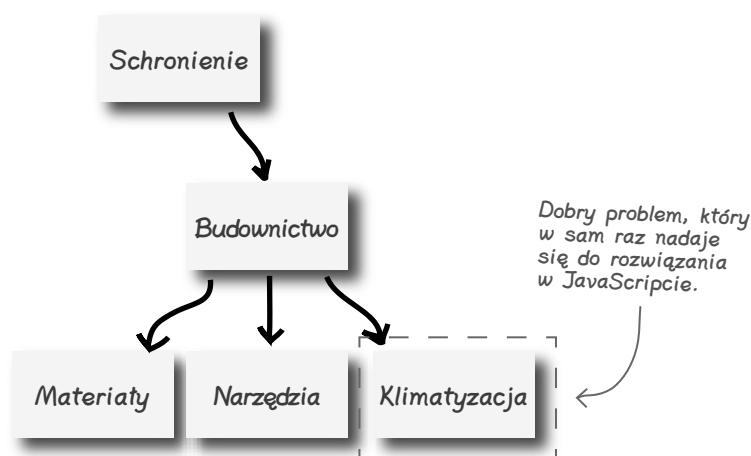 Schronienie
Budownictwo
Dobry problem, który
w sam raz nadaje
się do rozwiązania
w JavaScripcie.
Materiały
Narzędzia
Klimatyzacja